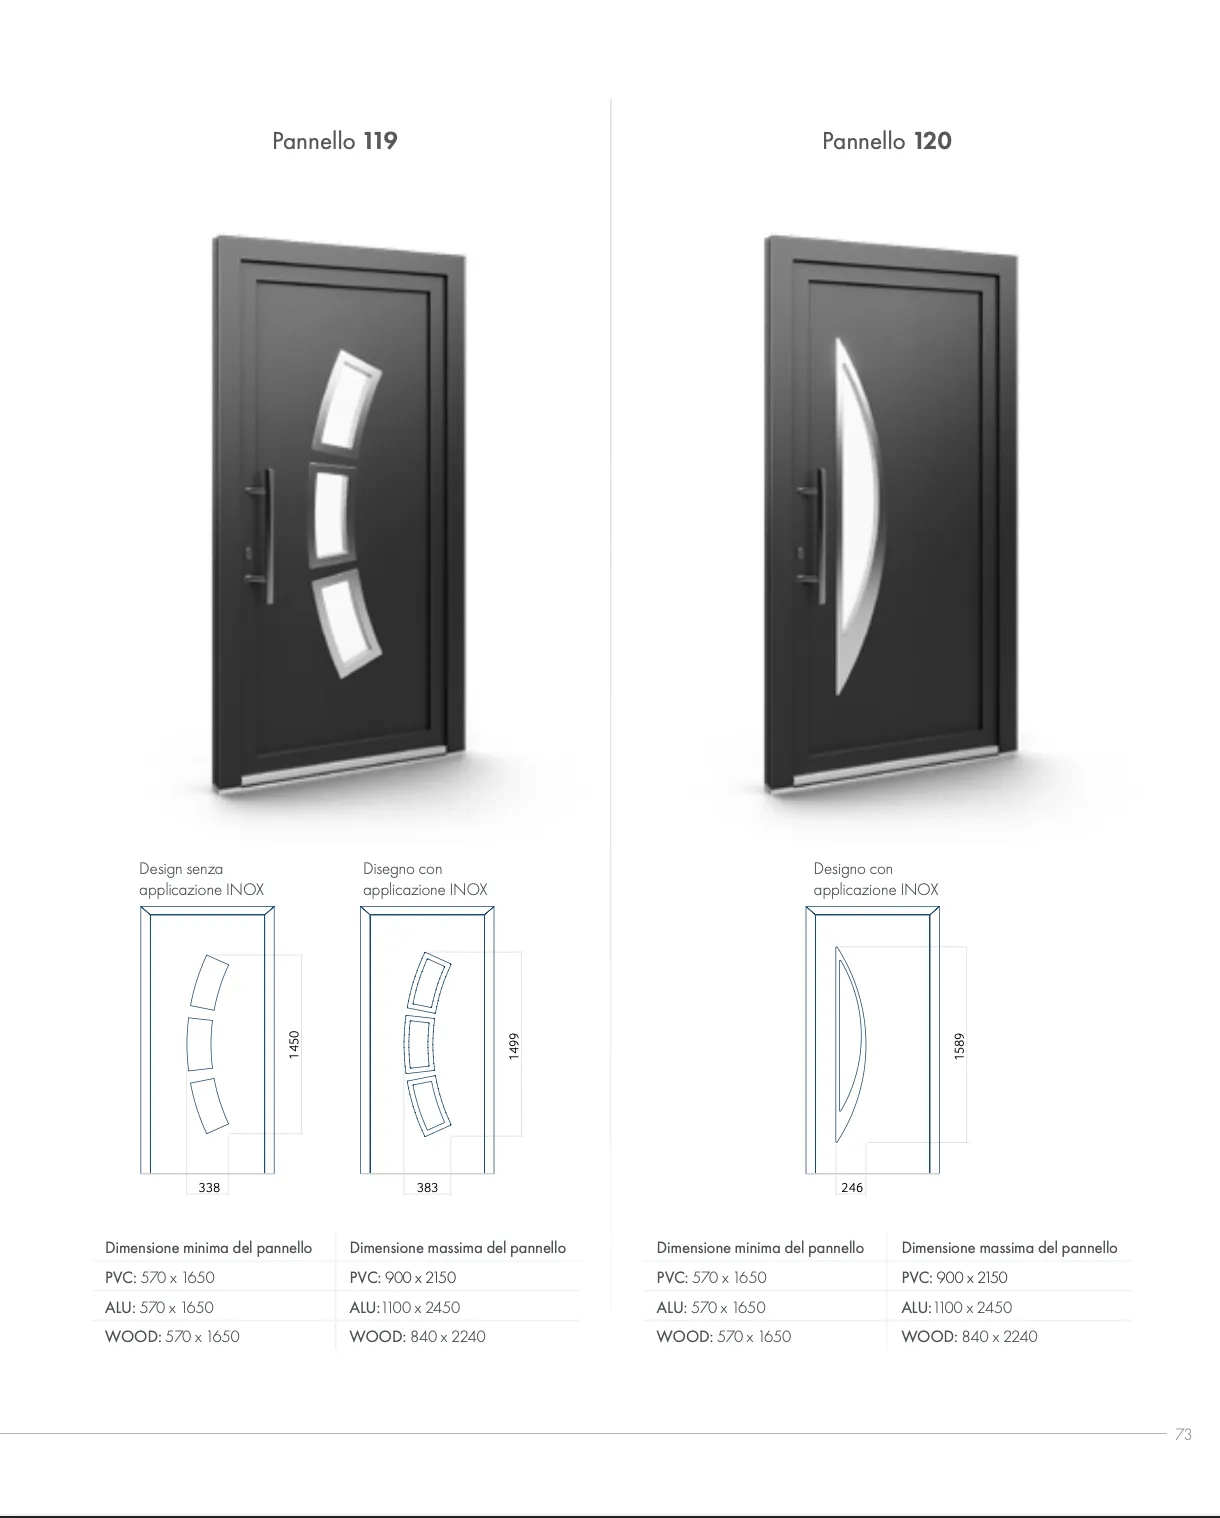 Pannello 119
Design senza
applicazione INOX
Disegno con
applicazione INOX
1450
1499
338
383
Dimensione minima del pannello
Dimensione massima del pannello
PVC: 570 x 1650
PVC: 900 x 2150
ALU: 570 x 1650
ALU:1100 x 2450
WOOD: 570 x 1650
WOOD: 840 x 2240
Pannello 120
Designo con
applicazione INOX
1589
246
Dimensione minima del pannello
Dimensione massima del pannello
PVC: 570 x 1650
PVC: 900 x 2150
ALU: 570 x 1650
ALU:1100 x 2450
WOOD: 570 x 1650
WOOD: 840 x 2240
73